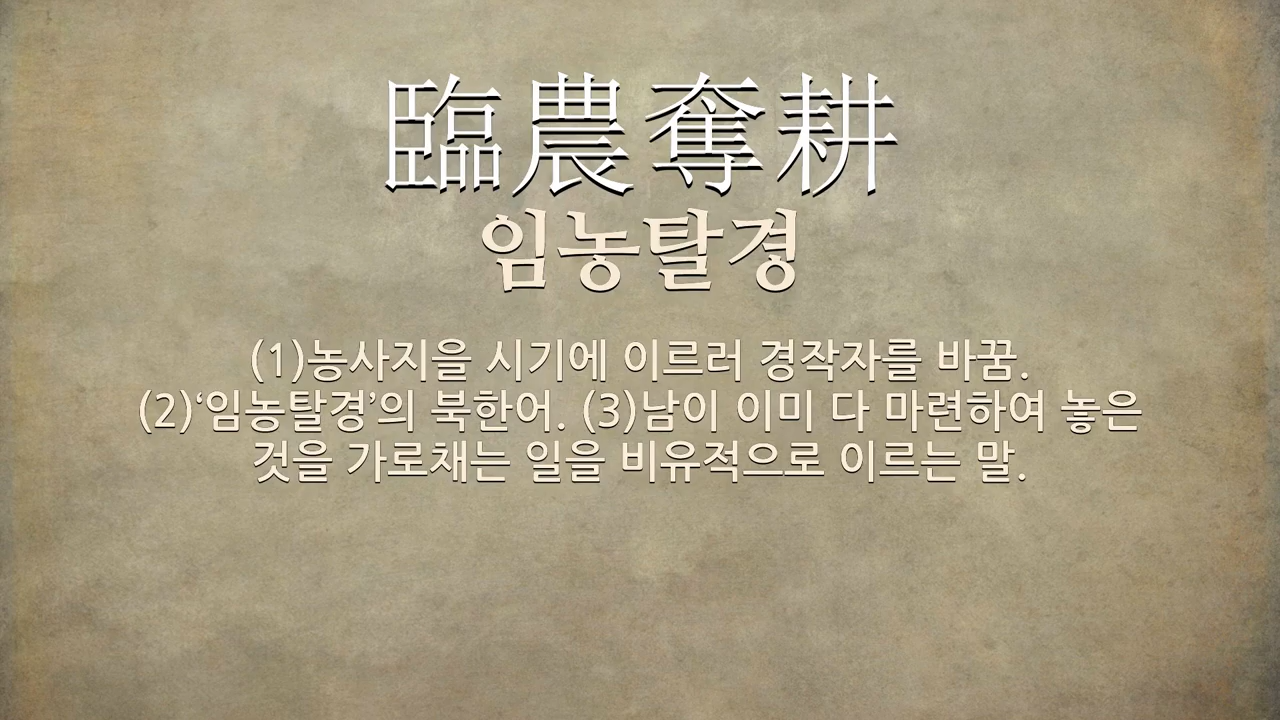 臨農奪耕
임농탈경
(1)농사지을 시기에 이르러 경작자를 바꿈.
(2)‘임농탈경’의 북한어. (3)남이 이미 다 마련하여 놓은
것을 가로채는 일을 비유적으로 이르는 말.